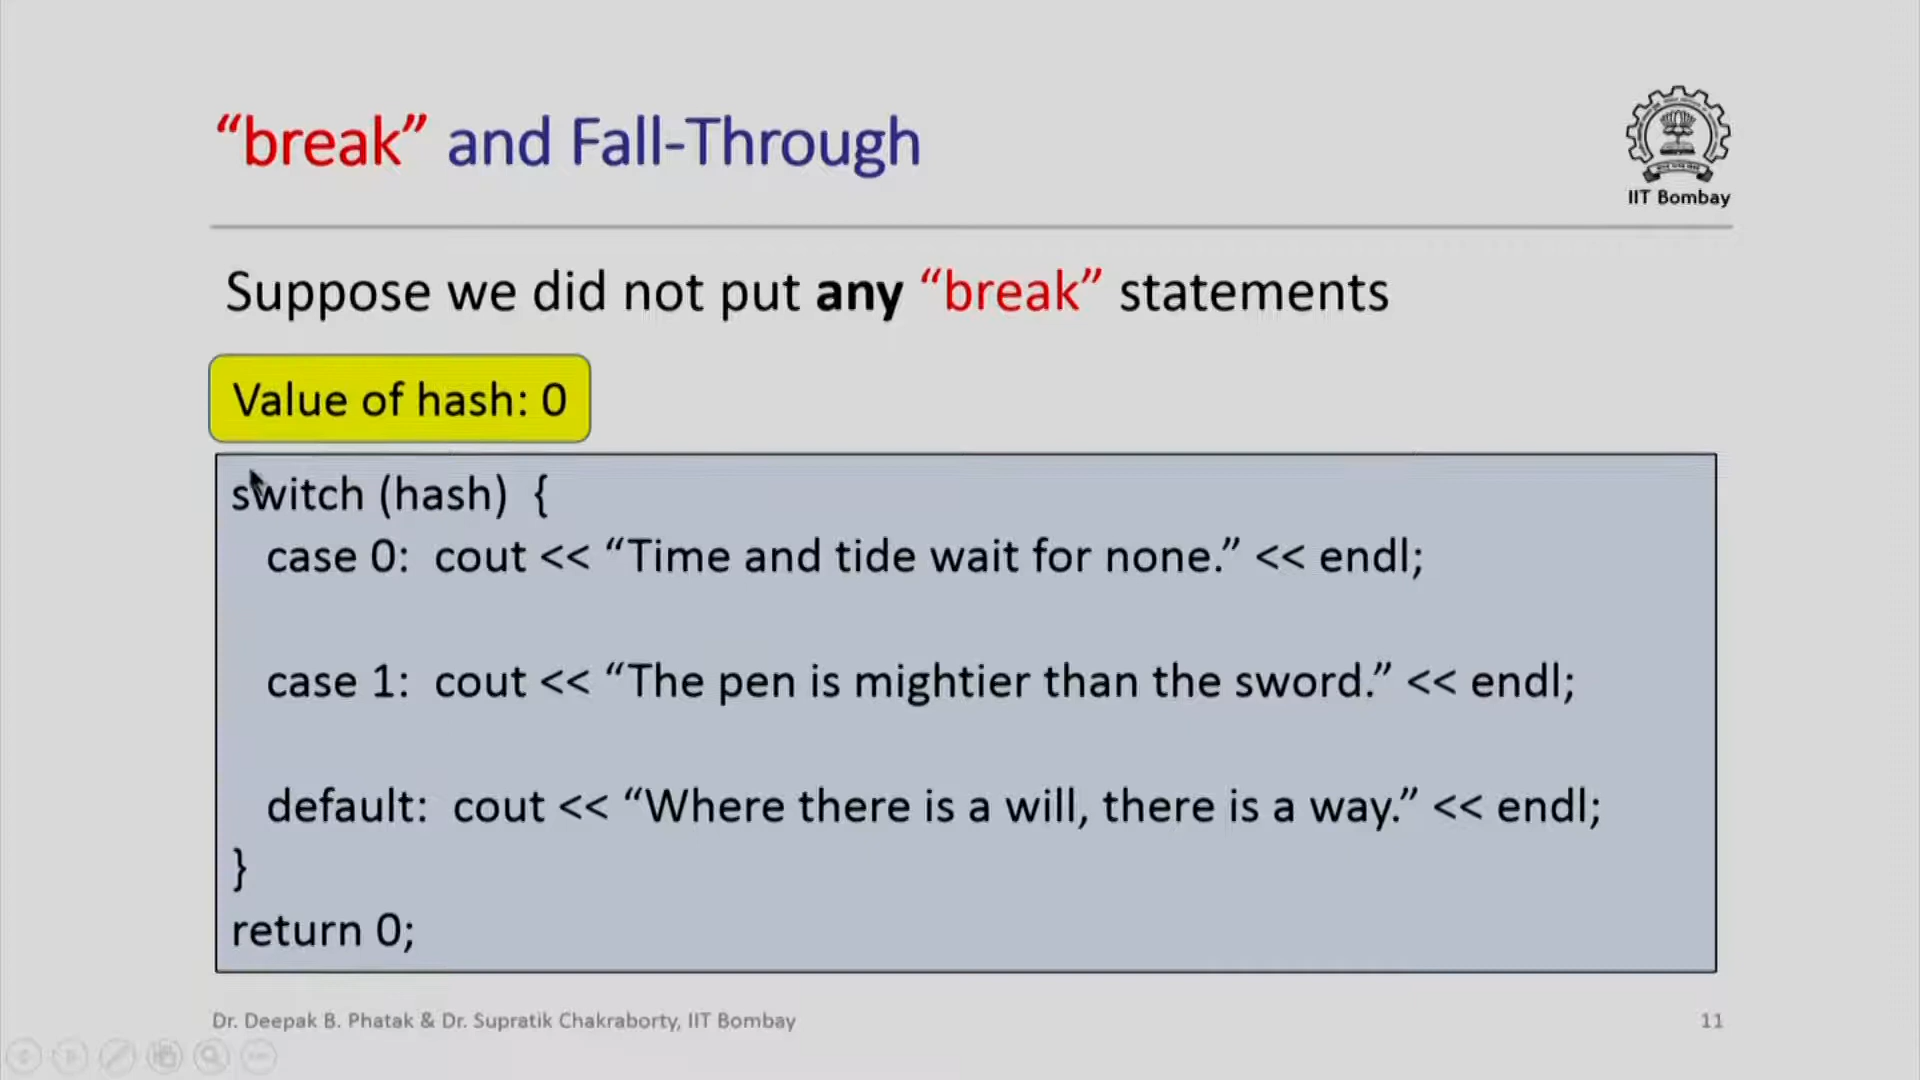 “break” and Fall-Through
IIT Bombay
Suppose we did not put any “break” statements
Value of hash: 0
switch (hash) {
case 0: cout << “Time and tide wait for none.” << endl;
case 1: cout << “The pen is mightier than the sword.” << endl;
default: cout << “Where there is a will, there is a way.” << endl;
}
return 0;
Dr. Deepak B. Phatak & Dr. Supratik Chakraborty, IIT Bombay
11